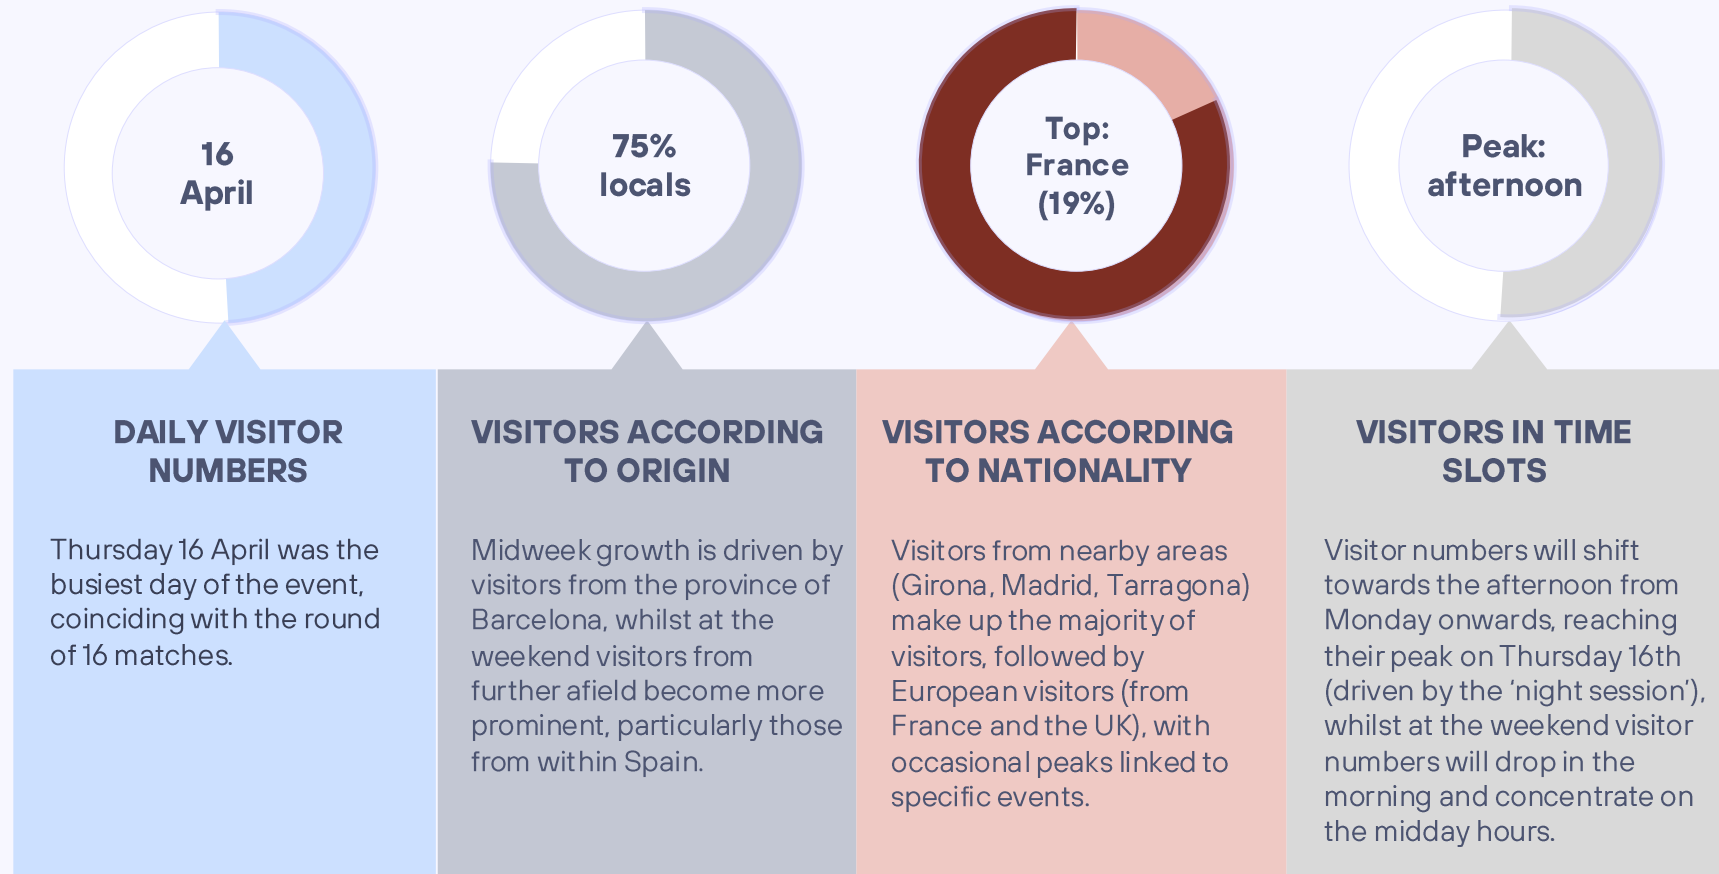 16
April
75%
locals
Top:
France
(19%)
Peak:
afternoon
DAILY VISITOR
NUMBERS
Thursday 16 April was the
busiest day of the event,
coinciding with the round
of 16 matches.
VISITORS ACCORDING
TO ORIGIN
Midweek growth is driven by
visitors from the province of
Barcelona, whilst at the
weekend visitors from
further afield become more
prominent, particularly those
from within Spain.
VISITORS ACCORDING
TO NATIONALITY
Visitors from nearby areas
(Girona, Madrid, Tarragona)
make up the majority of
visitors, followed by
European visitors (from
France and the UK), with
occasional peaks linked to
specific events.
VISITORS IN TIME
SLOTS
Visitor numbers will shift
towards the afternoon from
Monday onwards, reaching
their peak on Thursday 16th
(driven by the ‘night session’),
whilst at the weekend visitor
numbers will drop in the
morning and concentrate on
the midday hours.